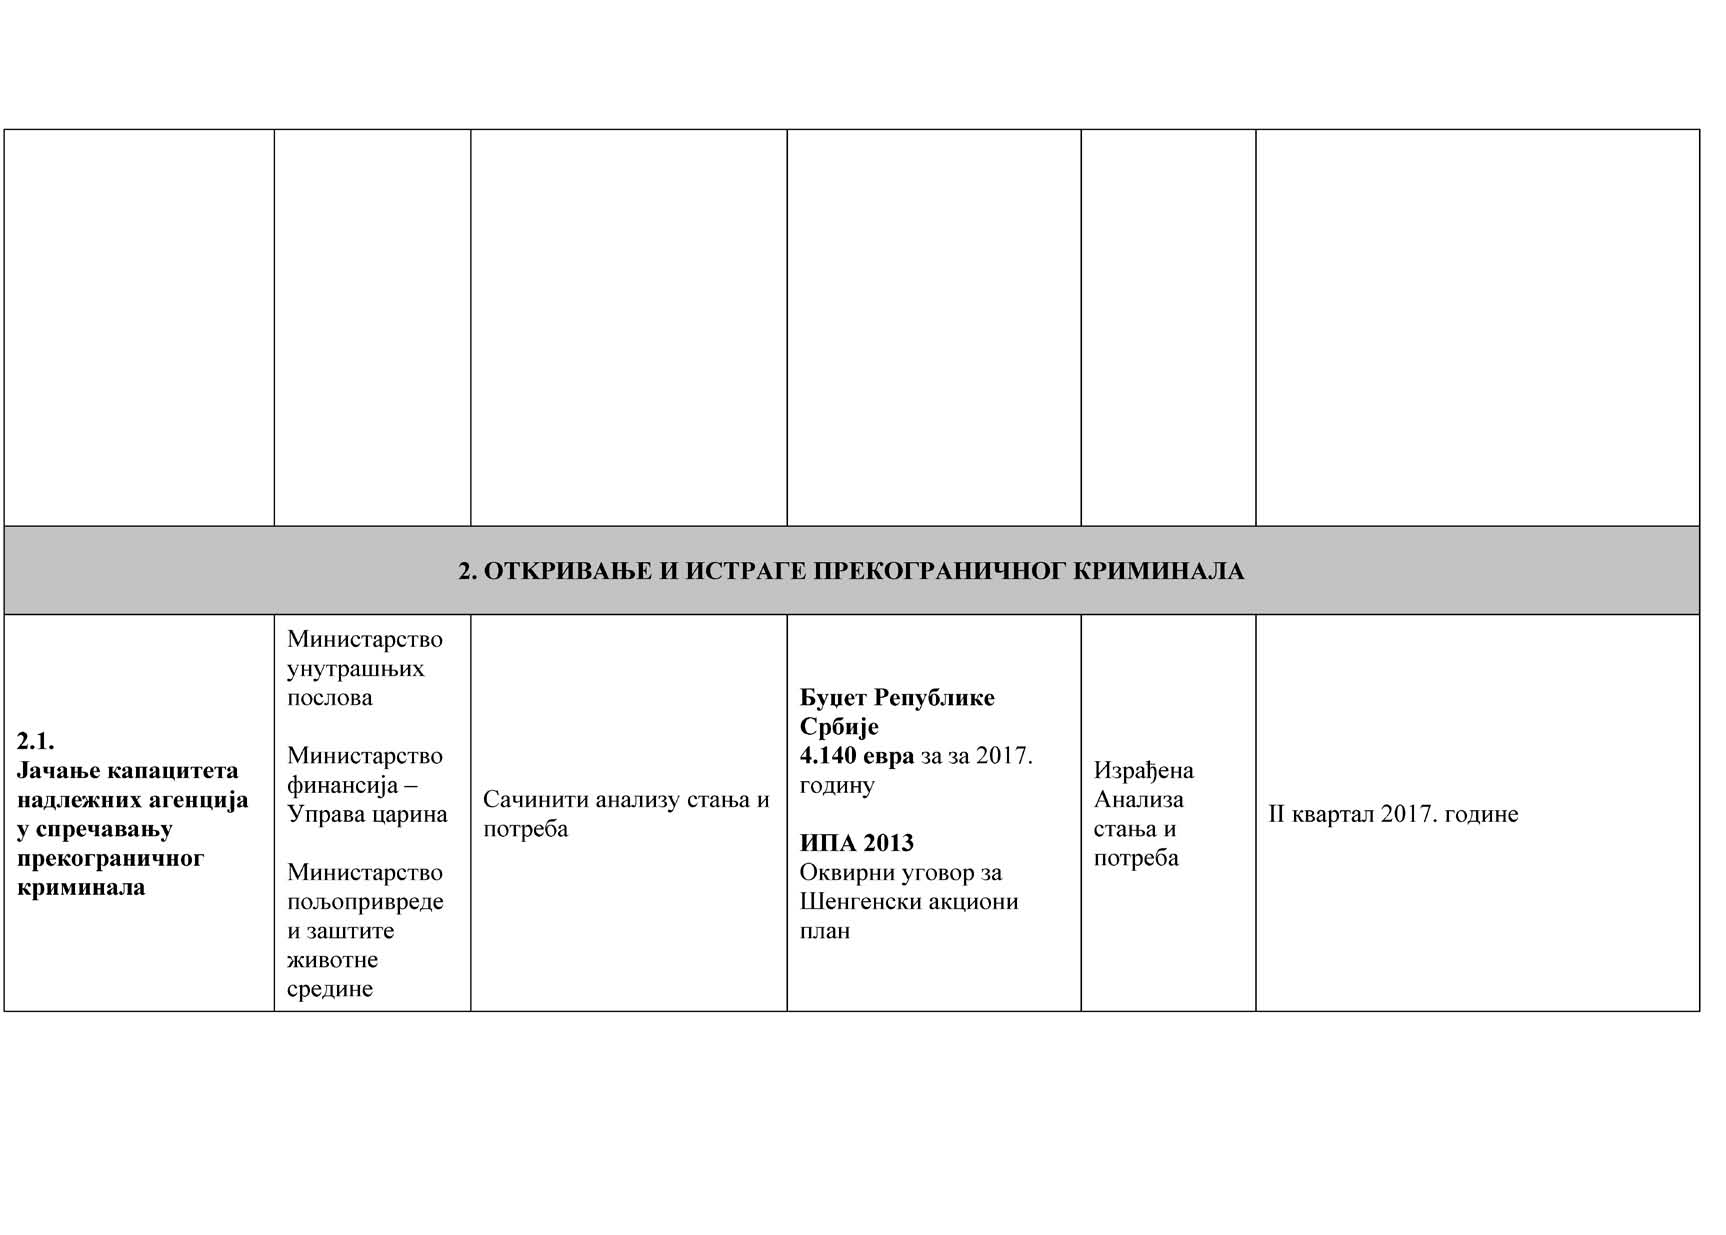 2. ОТКРИВАЊЕ И ИСТРАГЕ ПРЕКОГРАНИЧНОГ КРИМИНАЛА
2.1.
Јачање капацитета
надлежних агенција
у спречавању
прекограничног
криминала
Министарство
унутрашњих
послова
Министарство
финансија –
Управа царина
Министарство
пољопривреде
и заштите
животне
средине
Сачинити анализу стања и
потреба
Буџет Републике
Србије
4.140 евра за за 2017.
годину
ИПА 2013
Оквирни уговор за
Шенгенски акциони
план
Израђена
Анализа
стања и
потреба
II квартал 2017. године